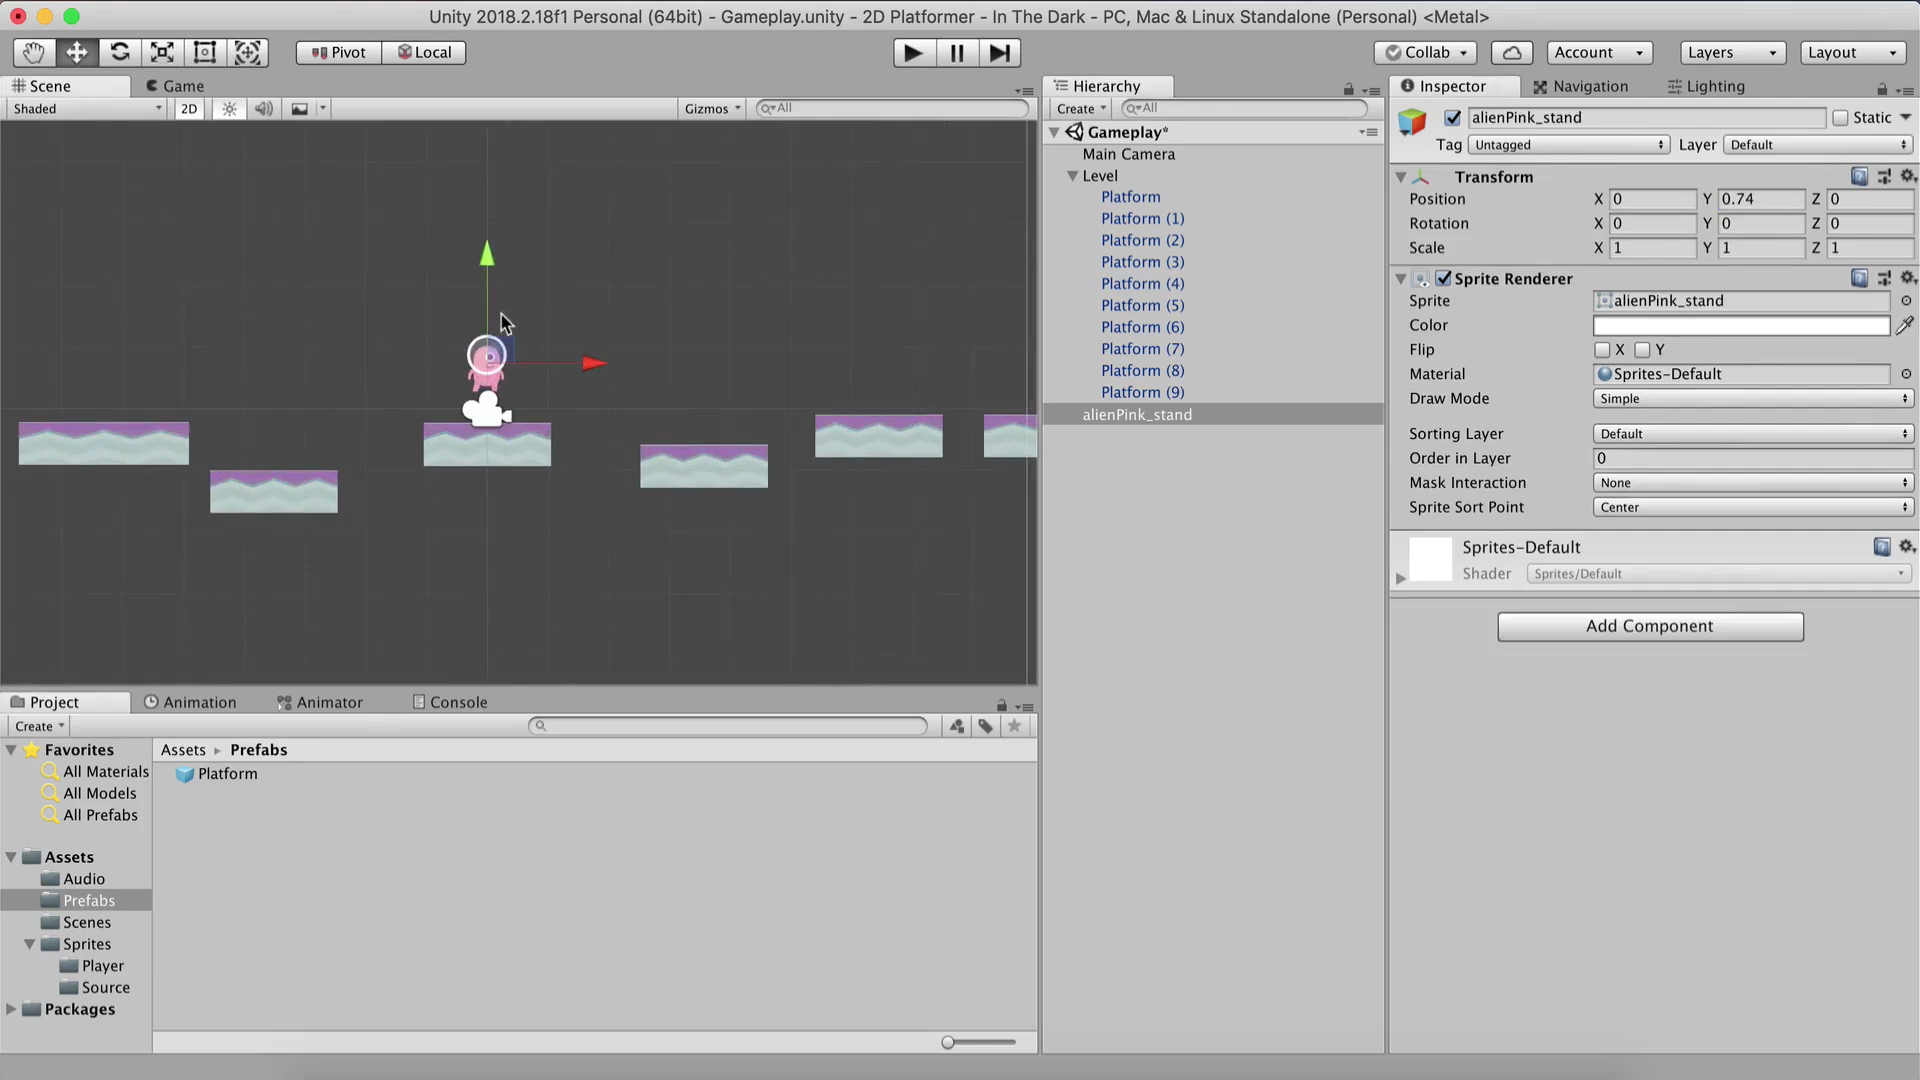 Unity 2018.2.18f1 Personal (64bit) - Gameplay.unity - 2D Platformer - In The Dark - PC, Mac & Linux Standalone (Personal) <Metal>
Pivot Local Collab Account Layers Layout
Scene Game
Shaded 2D Gizmos All
Hierarchy
Create All
Gameplay*
Main Camera
Level
Platform
Platform (1)
Platform (2)
Platform (3)
Platform (4)
Platform (5)
Platform (6)
Platform (7)
Platform (8)
Platform (9)
alienPink_stand
Inspector Navigation Lighting
alienPink_stand Static
Tag Untagged Layer Default
Transform
Position X 0 Y 0.74 Z 0
Rotation X 0 Y 0 Z 0
Scale X 1 Y 1 Z 1
Sprite Renderer
Sprite alienPink_stand
Color
Flip X Y
Material Sprites-Default
Draw Mode Simple
Sorting Layer Default
Order in Layer 0
Mask Interaction None
Sprite Sort Point Center
Sprites-Default
Shader Sprites/Default
Add Component
Project Animation Animator Console
Create
Favorites
All Materials
All Models
All Prefabs
Assets
Audio
Prefabs
Scenes
Sprites
Player
Source
Packages
Assets ▸ Prefabs
Platform